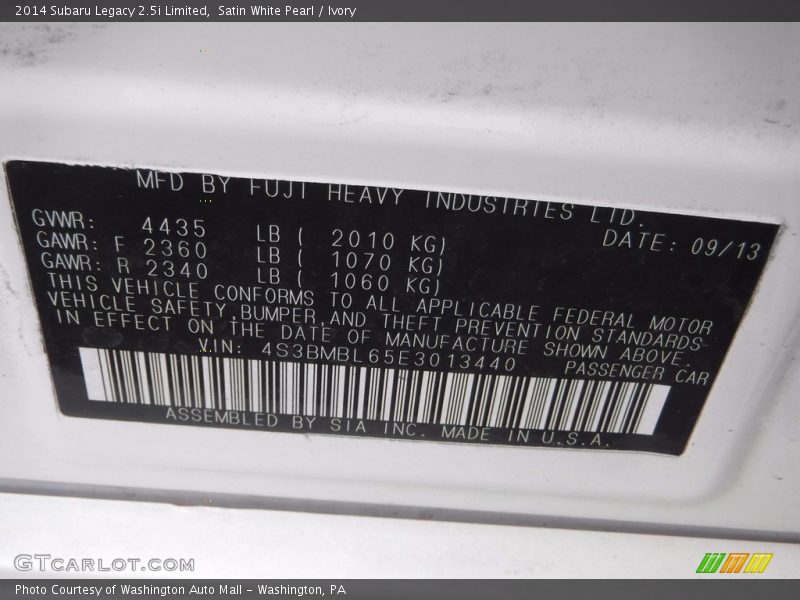 2014 Subaru Legacy 2.5i Limited, Satin White Pearl / Ivory
MFD BY FUJI HEAVY INDUSTRIES LTD.
DATE: 09/13
GVWR: 4435 LB ( 2010 KG)
GAWR: F 2360 LB ( 1070 KG)
GAWR: R 2340 LB ( 1060 KG)
THIS VEHICLE CONFORMS TO ALL APPLICABLE FEDERAL MOTOR
VEHICLE SAFETY,BUMPER,AND THEFT PREVENTION STANDARDS
IN EFFECT ON THE DATE OF MANUFACTURE SHOWN ABOVE.
VIN: 4S3BMBL65E3013440 PASSENGER CAR
ASSEMBLED BY SIA INC. MADE IN U.S.A.
GTCARLOT.COM
Photo Courtesy of Washington Auto Mall - Washington, PA